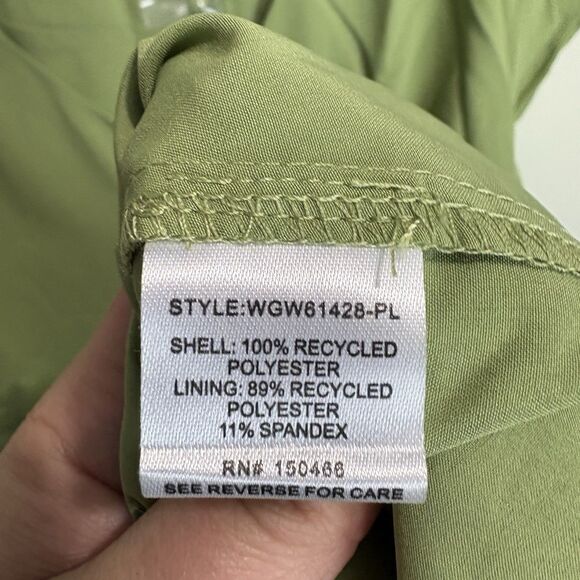 STYLE:WGW61428-PL
SHELL: 100% RECYCLED
POLYESTER
LINING: 89% RECYCLED
POLYESTER
11% SPANDEX
RN# 150466
SEE REVERSE FOR CARE